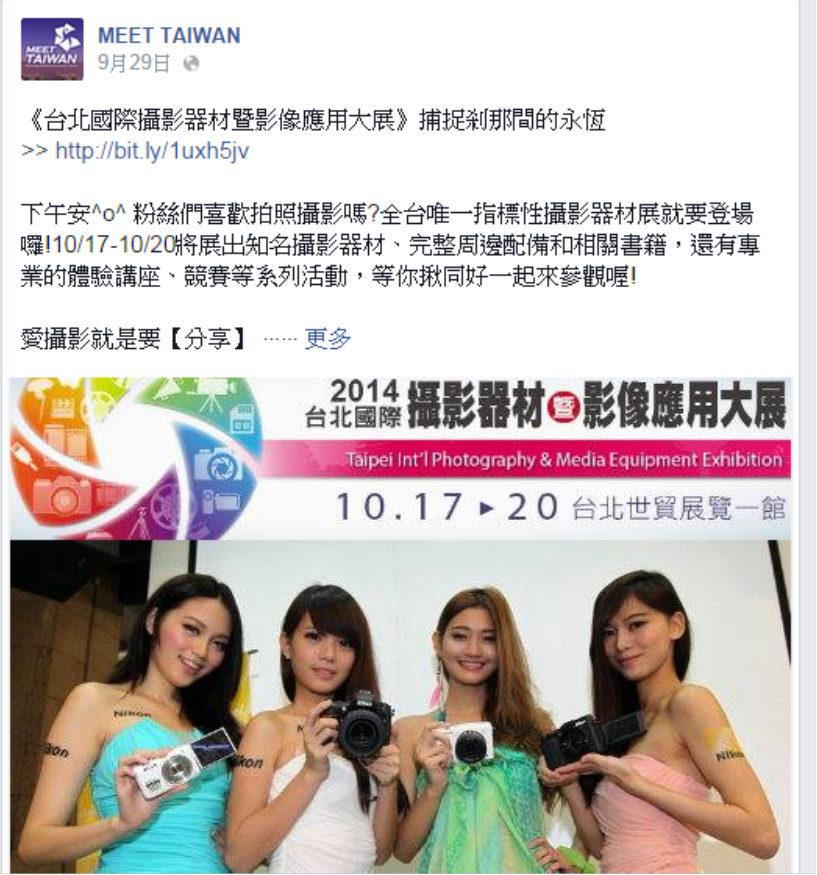 MEET TAIWAN
MEET TAIWAN
9月29日
《台北國際攝影器材暨影像應用大展》捕捉剎那間的永恆
>> http://bit.ly/1uxh5jv
下午安^o^ 粉絲們喜歡拍照攝影嗎?全台唯一指標性攝影器材展就要登場
囉!10/17-10/20將展出知名攝影器材、完整周邊配備和相關書籍，還有專
業的體驗講座、競賽等系列活動，等你揪同好一起來參觀喔!
愛攝影就是要【分享】 ...... 更多
2014 台北國際 攝影器材暨影像應用大展
Taipei Int'l Photography & Media Equipment Exhibition
10.17 ▸ 20 台北世貿展覽一館
Nikon
kon
ikon
Nikon